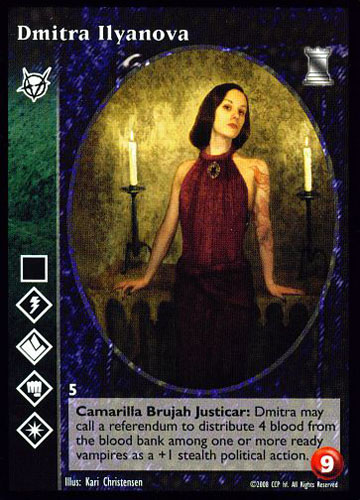 Dmitra Ilyanova
5
Camarilla Brujah Justicar: Dmitra may
call a referendum to distribute 4 blood from
the blood bank among one or more ready
vampires as a +1 stealth political action.
9
Illus: Kari Christensen
©2008 CCP hf. All Rights Reserved